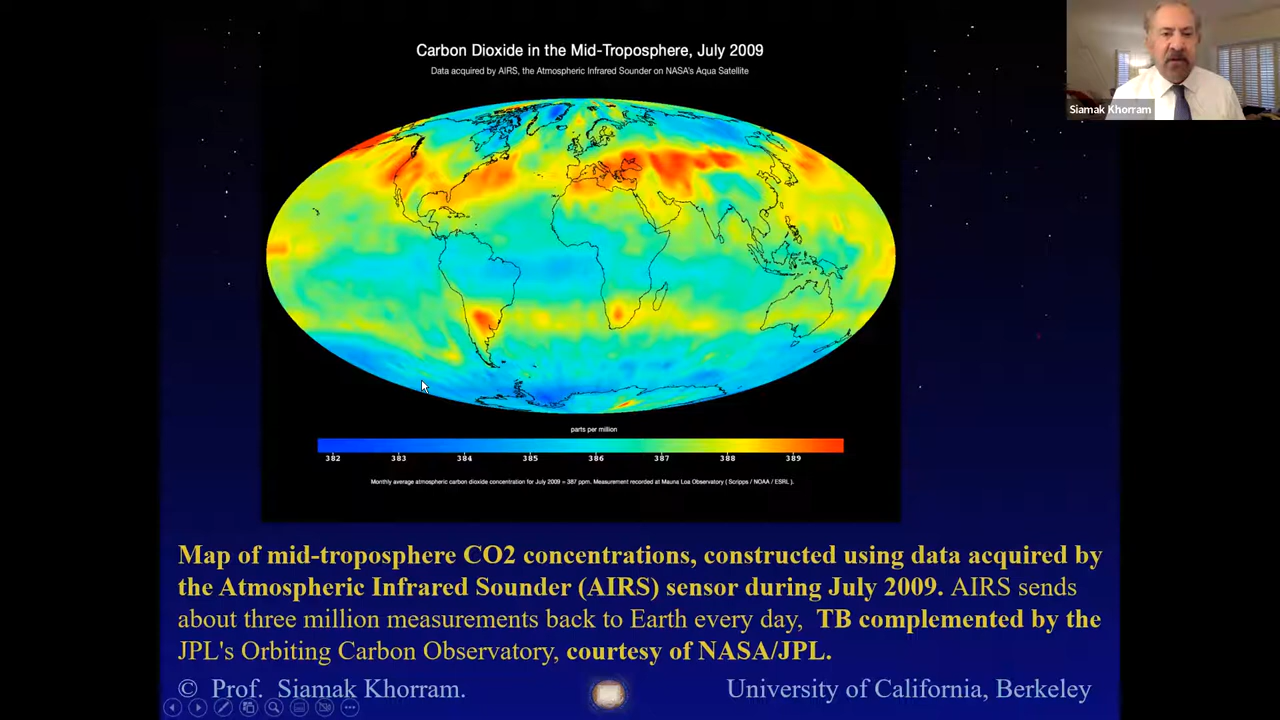 Carbon Dioxide in the Mid-Troposphere, July 2009
Data acquired by AIRS, the Atmospheric Infrared Sounder on NASA's Aqua Satellite
Siamak Khorram
parts per million
382 383 384 385 386 387 388 389
Monthly average atmospheric carbon dioxide concentration for July 2009 = 387 ppm. Measurement recorded at Mauna Loa Observatory ( Scripps / NOAA / ESRL ).
Map of mid-troposphere CO2 concentrations, constructed using data acquired by
the Atmospheric Infrared Sounder (AIRS) sensor during July 2009. AIRS sends
about three million measurements back to Earth every day, TB complemented by the
JPL's Orbiting Carbon Observatory, courtesy of NASA/JPL.
© Prof. Siamak Khorram. University of California, Berkeley